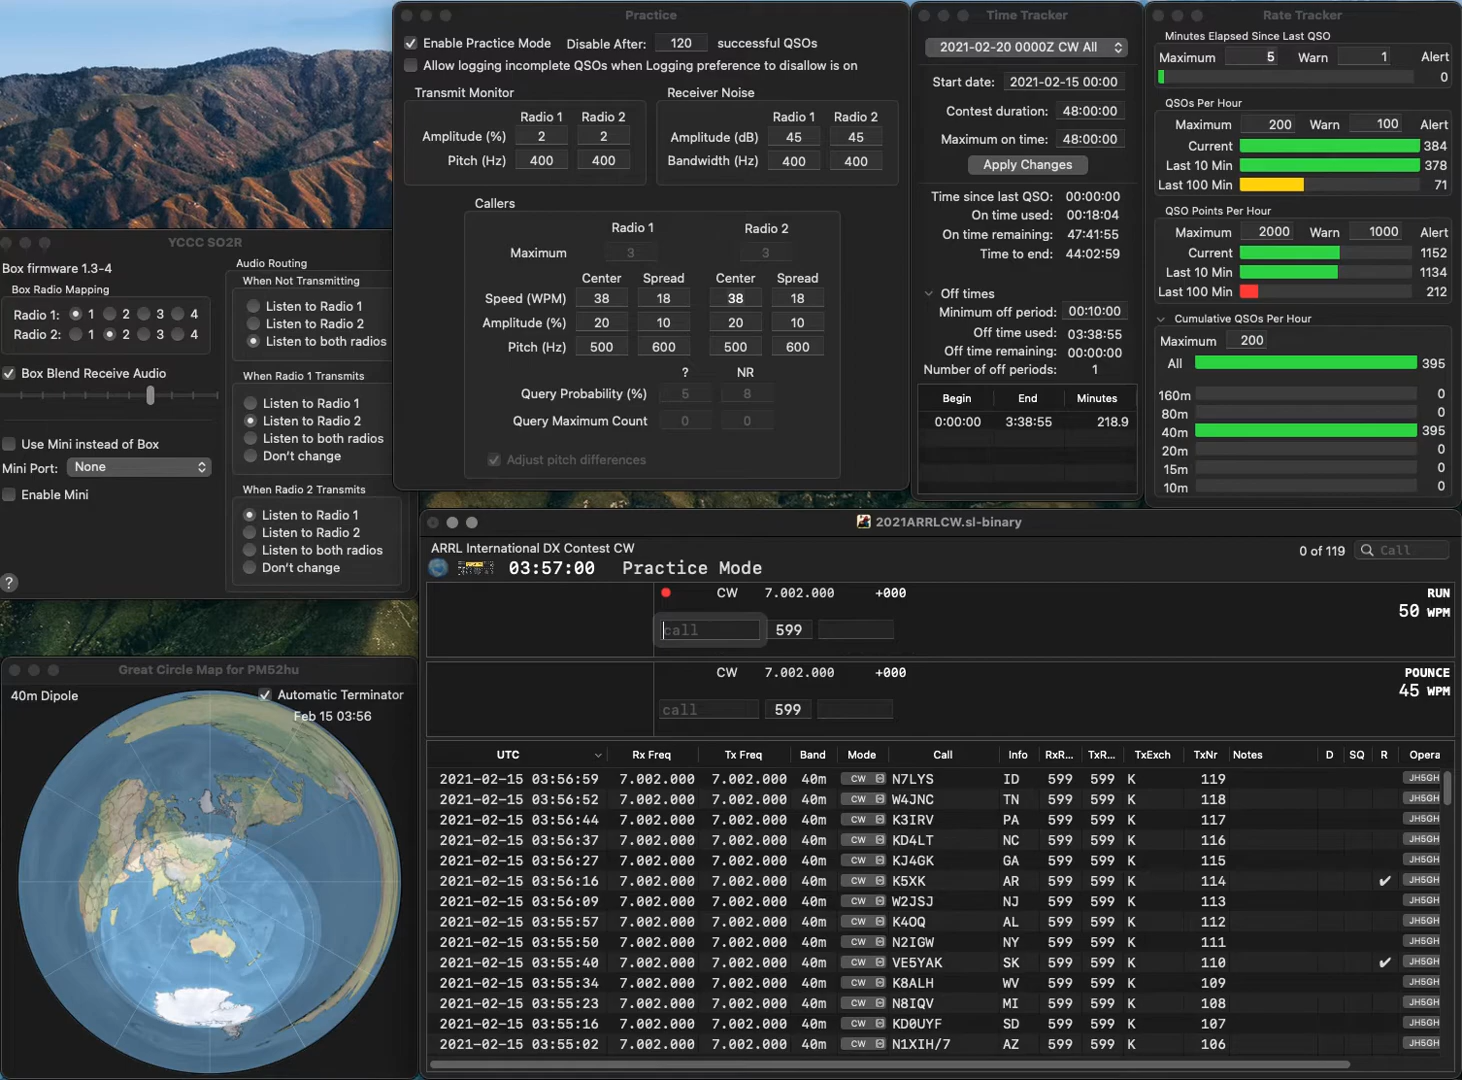 Practice
Enable Practice Mode Disable After: 120 successful QSOs
Allow logging incomplete QSOs when Logging preference to disallow is on
Transmit Monitor
Radio 1 Radio 2
Amplitude (%) 2 2
Pitch (Hz) 400 400
Receiver Noise
Radio 1 Radio 2
Amplitude (dB) 45 45
Bandwidth (Hz) 400 400
Callers
Radio 1 Radio 2
Maximum 3 3
Center Spread Center Spread
Speed (WPM) 38 18 38 18
Amplitude (%) 20 10 20 10
Pitch (Hz) 500 600 500 600
? NR
Query Probability (%) 5 8
Query Maximum Count 0 0
Adjust pitch differences
Time Tracker
2021-02-20 0000Z CW All
Start date: 2021-02-15 00:00
Contest duration: 48:00:00
Maximum on time: 48:00:00
Apply Changes
Time since last QSO: 00:00:00
On time used: 00:18:04
On time remaining: 47:41:55
Time to end: 44:02:59
Off times
Minimum off period: 00:10:00
Off time used: 03:38:55
Off time remaining: 00:00:00
Number of off periods: 1
Begin End Minutes
0:00:00 3:38:55 218.9
Rate Tracker
Minutes Elapsed Since Last QSO
Maximum 5 Warn 1 Alert
0
QSOs Per Hour
Maximum 200 Warn 100 Alert
Current 384
Last 10 Min 378
Last 100 Min 71
QSO Points Per Hour
Maximum 2000 Warn 1000 Alert
Current 1152
Last 10 Min 1134
Last 100 Min 212
Cumulative QSOs Per Hour
Maximum 200
All 395
160m 0
80m 0
40m 395
20m 0
15m 0
10m 0
YCCC SO2R
Box firmware 1.3-4
Box Radio Mapping
Radio 1: 1 2 3 4
Radio 2: 1 2 3 4
Box Blend Receive Audio
Use Mini instead of Box
Mini Port: None
Enable Mini
?
Audio Routing
When Not Transmitting
Listen to Radio 1
Listen to Radio 2
Listen to both radios
When Radio 1 Transmits
Listen to Radio 1
Listen to Radio 2
Listen to both radios
Don't change
When Radio 2 Transmits
Listen to Radio 1
Listen to Radio 2
Listen to both radios
Don't change
Great Circle Map for PM52hu
40m Dipole Automatic Terminator
Feb 15 03:56
2021ARRLCW.sl-binary
ARRL International DX Contest CW 0 of 119 Call
03:57:00 Practice Mode
CW 7.002.000 +000 RUN
50 WPM
call 599
CW 7.002.000 +000 POUNCE
45 WPM
call 599
UTC Rx Freq Tx Freq Band Mode Call Info RxR... TxR... TxExch TxNr Notes D SQ R Opera
2021-02-15 03:56:59 7.002.000 7.002.000 40m CW N7LYS ID 599 599 K 119 JH5GH
2021-02-15 03:56:52 7.002.000 7.002.000 40m CW W4JNC TN 599 599 K 118 JH5GH
2021-02-15 03:56:44 7.002.000 7.002.000 40m CW K3IRV PA 599 599 K 117 JH5GH
2021-02-15 03:56:37 7.002.000 7.002.000 40m CW KD4LT NC 599 599 K 116 JH5GH
2021-02-15 03:56:27 7.002.000 7.002.000 40m CW KJ4GK GA 599 599 K 115 JH5GH
2021-02-15 03:56:16 7.002.000 7.002.000 40m CW K5XK AR 599 599 K 114 ✔ JH5GH
2021-02-15 03:56:09 7.002.000 7.002.000 40m CW W2JSJ NJ 599 599 K 113 JH5GH
2021-02-15 03:55:57 7.002.000 7.002.000 40m CW K4OQ AL 599 599 K 112 JH5GH
2021-02-15 03:55:50 7.002.000 7.002.000 40m CW N2IGW NY 599 599 K 111 JH5GH
2021-02-15 03:55:40 7.002.000 7.002.000 40m CW VE5YAK SK 599 599 K 110 ✔ JH5GH
2021-02-15 03:55:34 7.002.000 7.002.000 40m CW K8ALH WV 599 599 K 109 JH5GH
2021-02-15 03:55:23 7.002.000 7.002.000 40m CW N8IQV MI 599 599 K 108 JH5GH
2021-02-15 03:55:16 7.002.000 7.002.000 40m CW KD0UYF SD 599 599 K 107 JH5GH
2021-02-15 03:55:02 7.002.000 7.002.000 40m CW N1XIH/7 AZ 599 599 K 106 JH5GH